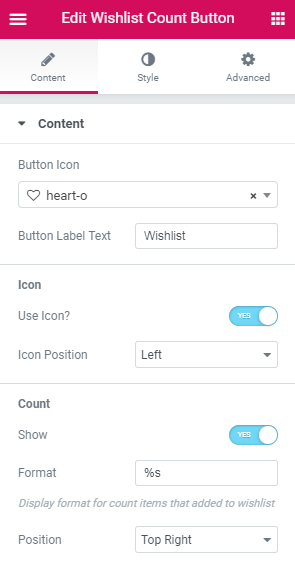 Edit Wishlist Count Button
Content Style Advanced
Content
Button Icon
heart-o ×
Button Label Text Wishlist
Icon
Use Icon? YES
Icon Position Left
Count
Show YES
Format %s
Display format for count items that added to wishlist
Position Top Right